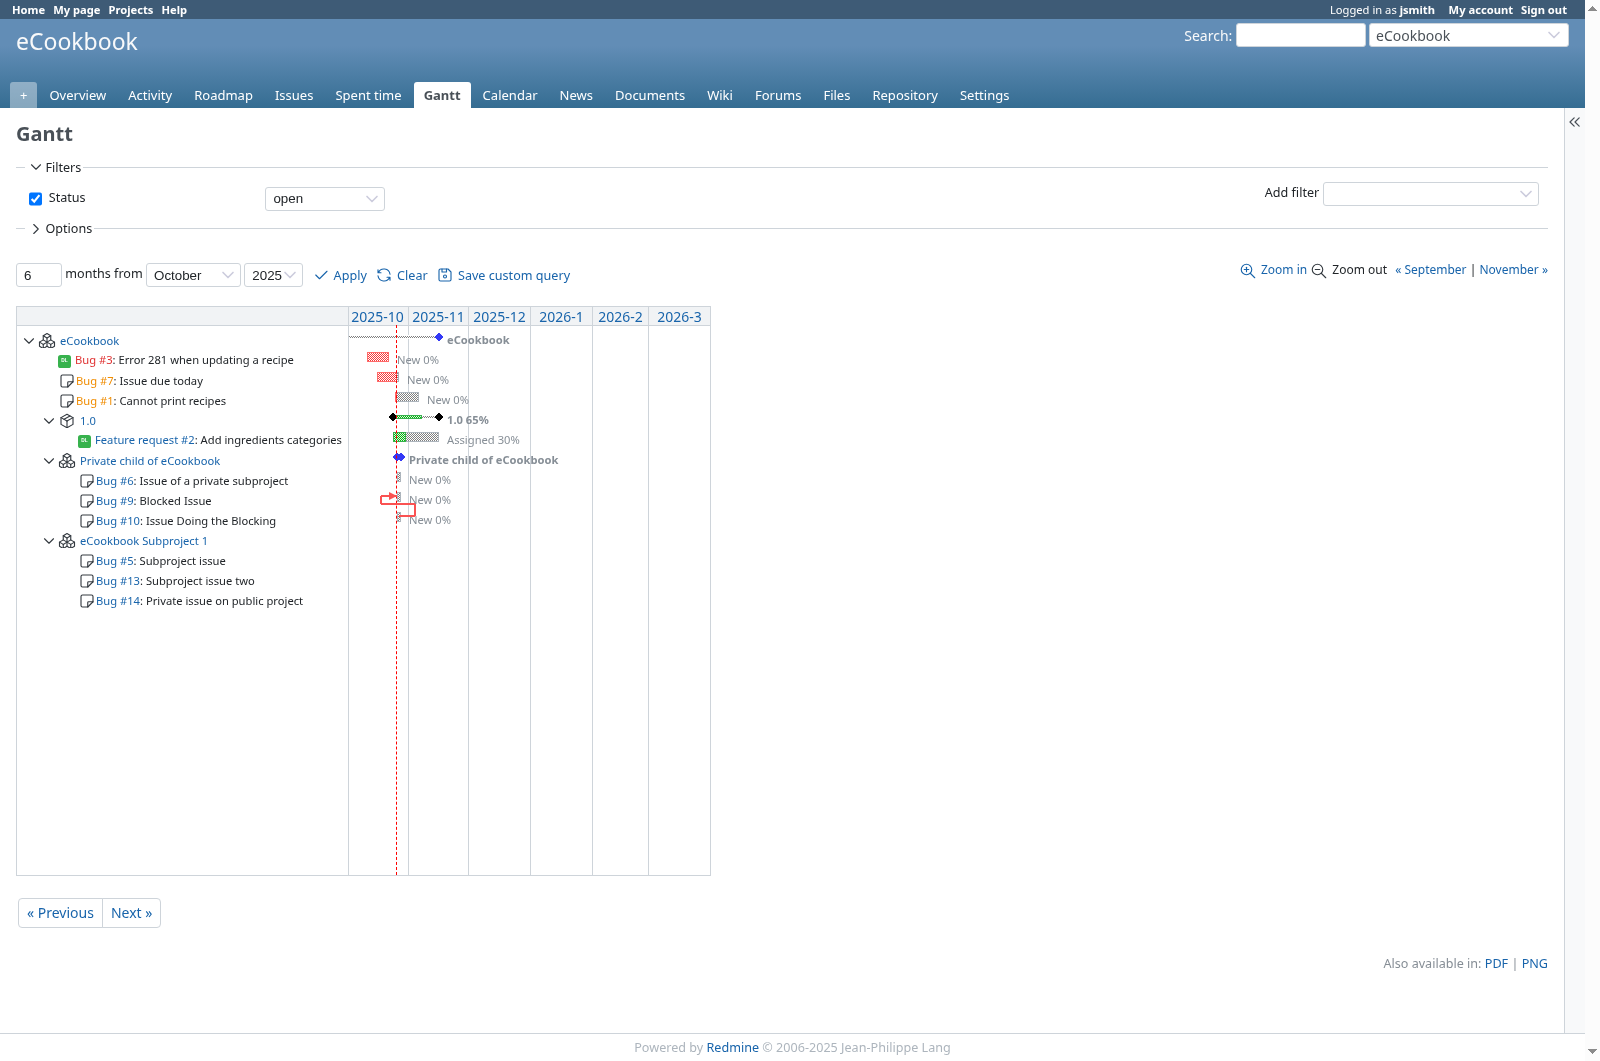 Home My page Projects Help
Logged in as jsmith My account Sign out
eCookbook
Search: eCookbook
+ Overview Activity Roadmap Issues Spent time Gantt Calendar News Documents Wiki Forums Files Repository Settings
Gantt
Filters
Status open Add filter
Options
6 months from October 2025 Apply Clear Save custom query
Zoom in Zoom out « September | November »
2025-10 2025-11 2025-12 2026-1 2026-2 2026-3
eCookbook eCookbook
Bug #3: Error 281 when updating a recipe New 0%
Bug #7: Issue due today New 0%
Bug #1: Cannot print recipes New 0%
1.0 1.0 65%
Feature request #2: Add ingredients categories Assigned 30%
Private child of eCookbook Private child of eCookbook
Bug #6: Issue of a private subproject New 0%
Bug #9: Blocked Issue New 0%
Bug #10: Issue Doing the Blocking New 0%
eCookbook Subproject 1
Bug #5: Subproject issue
Bug #13: Subproject issue two
Bug #14: Private issue on public project
« Previous Next »
Also available in: PDF | PNG
Powered by Redmine © 2006-2025 Jean-Philippe Lang